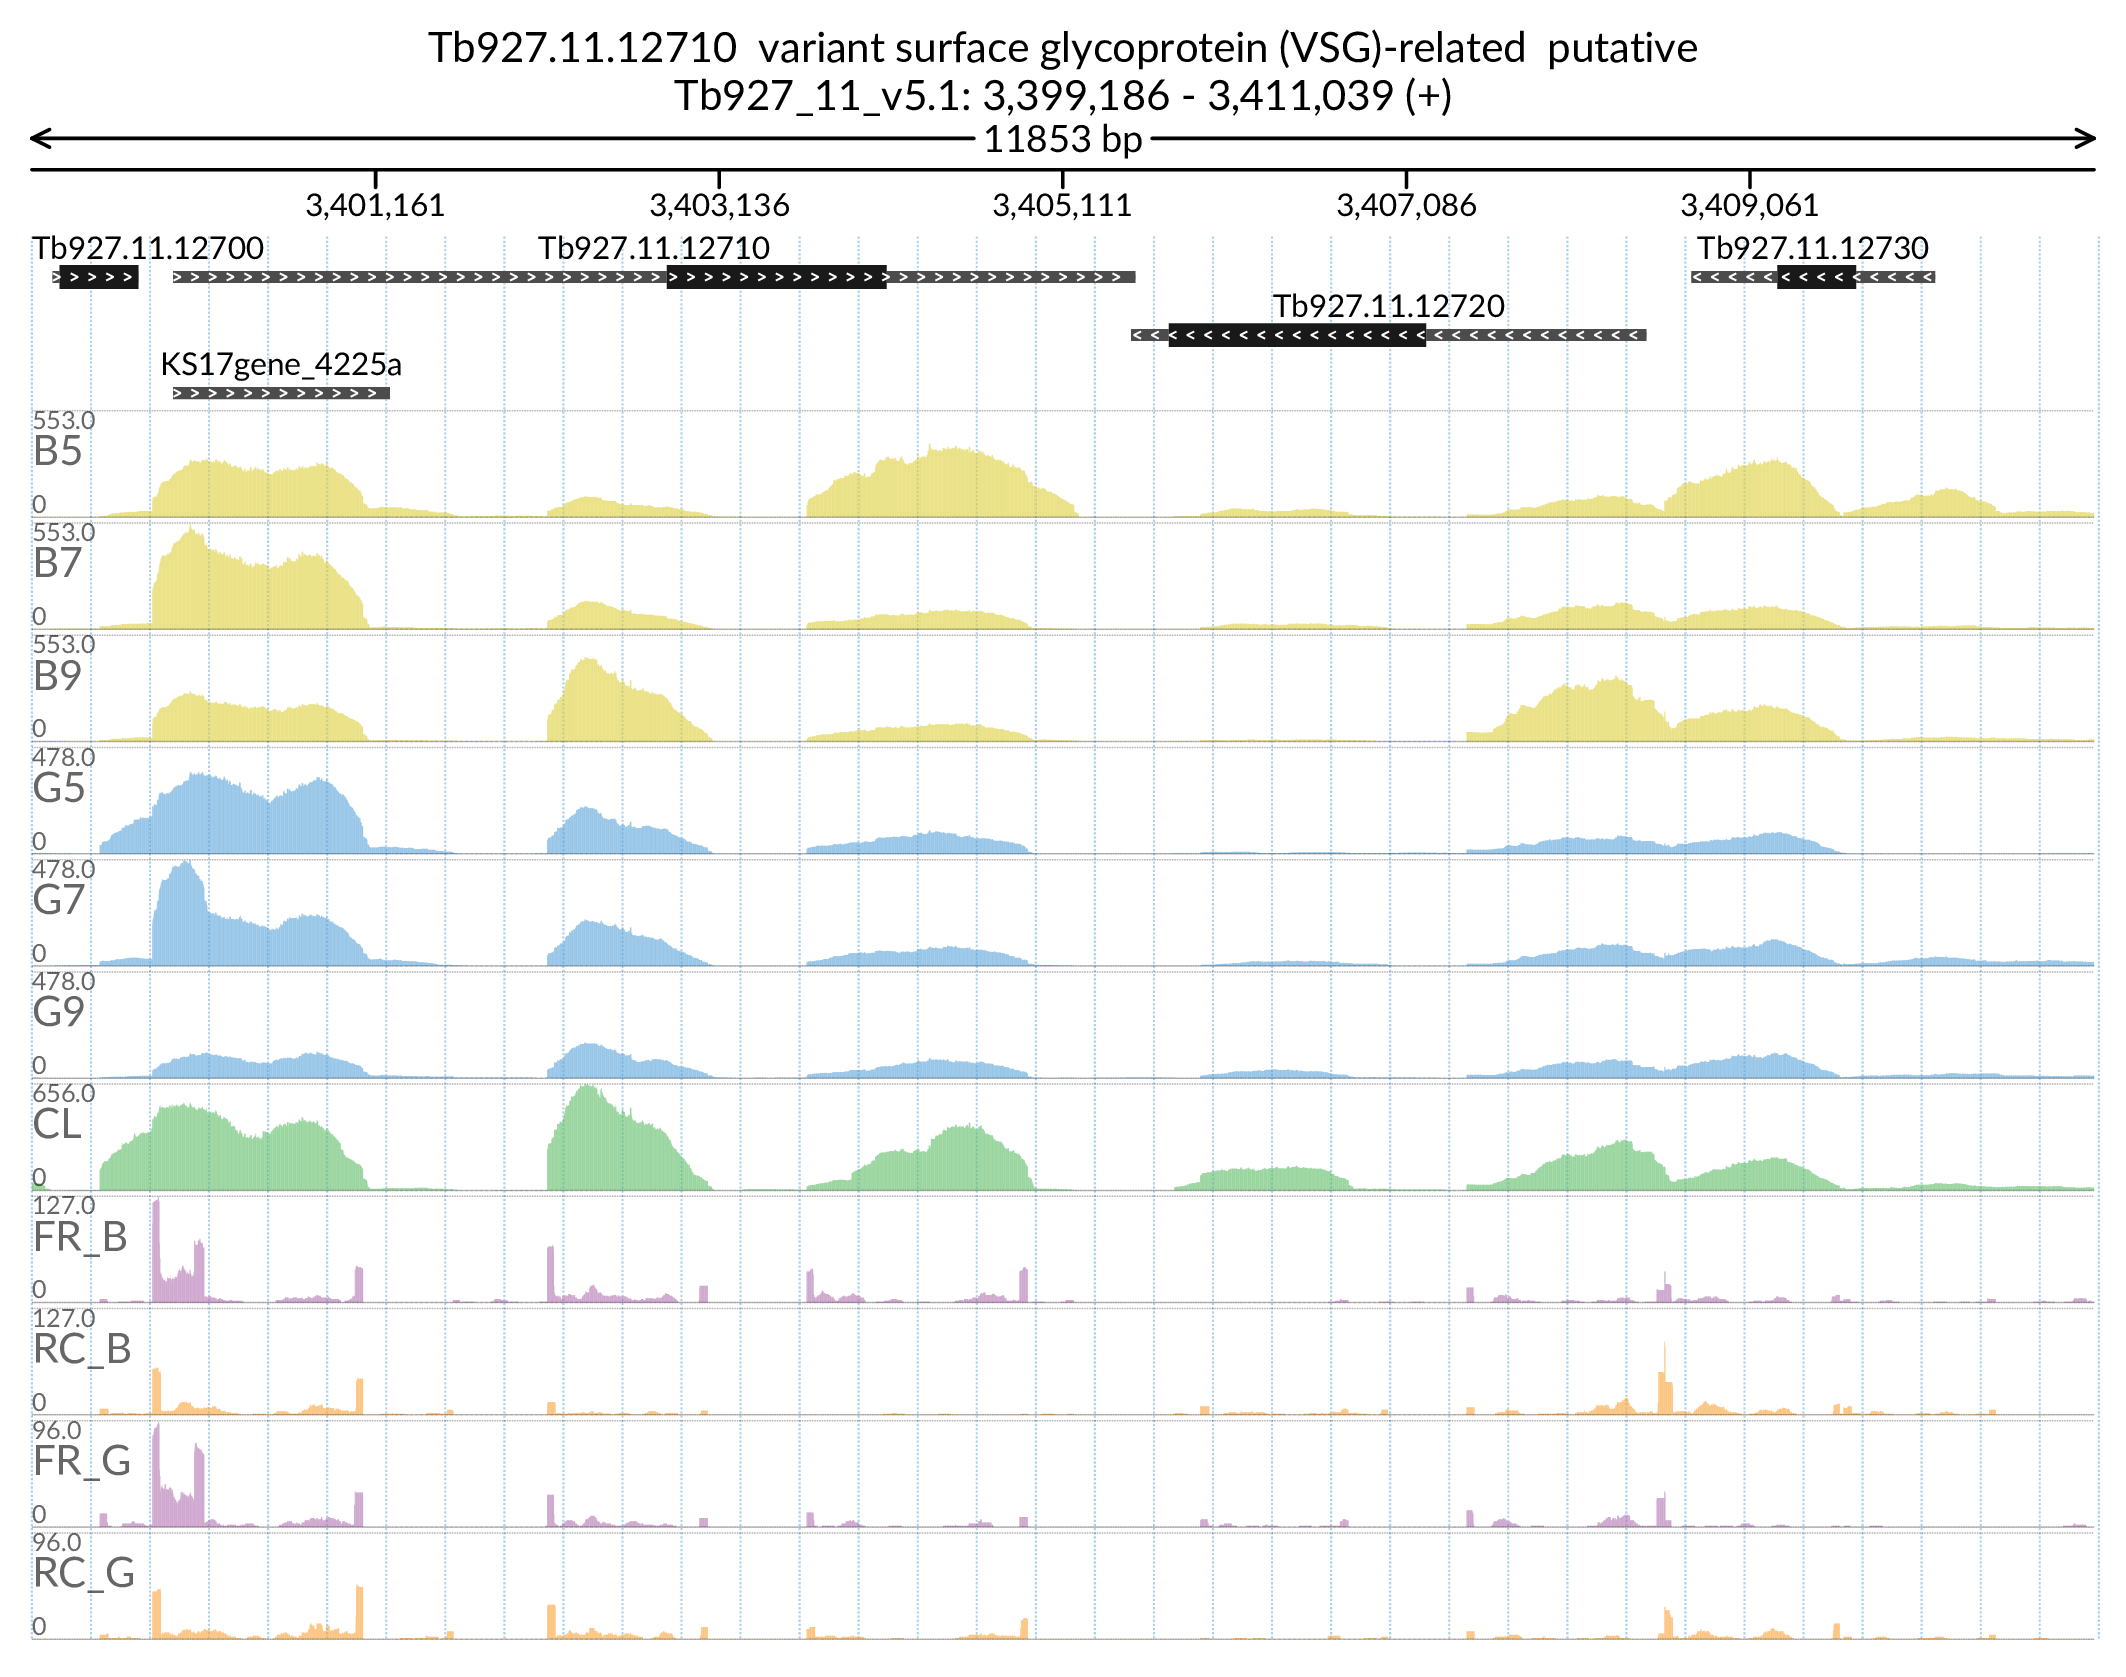 Tb927.11.12710  variant surface glycoprotein (VSG)-related  putative
Tb927_11_v5.1: 3,399,186 - 3,411,039 (+)
11853 bp
3,401,161 3,403,136 3,405,111 3,407,086 3,409,061
Tb927.11.12700 Tb927.11.12710 Tb927.11.12730
Tb927.11.12720
KS17gene_4225a
553.0
B5
0
553.0
B7
0
553.0
B9
0
478.0
G5
0
478.0
G7
0
478.0
G9
0
656.0
CL
0
127.0
FR_B
0
127.0
RC_B
0
96.0
FR_G
0
96.0
RC_G
0